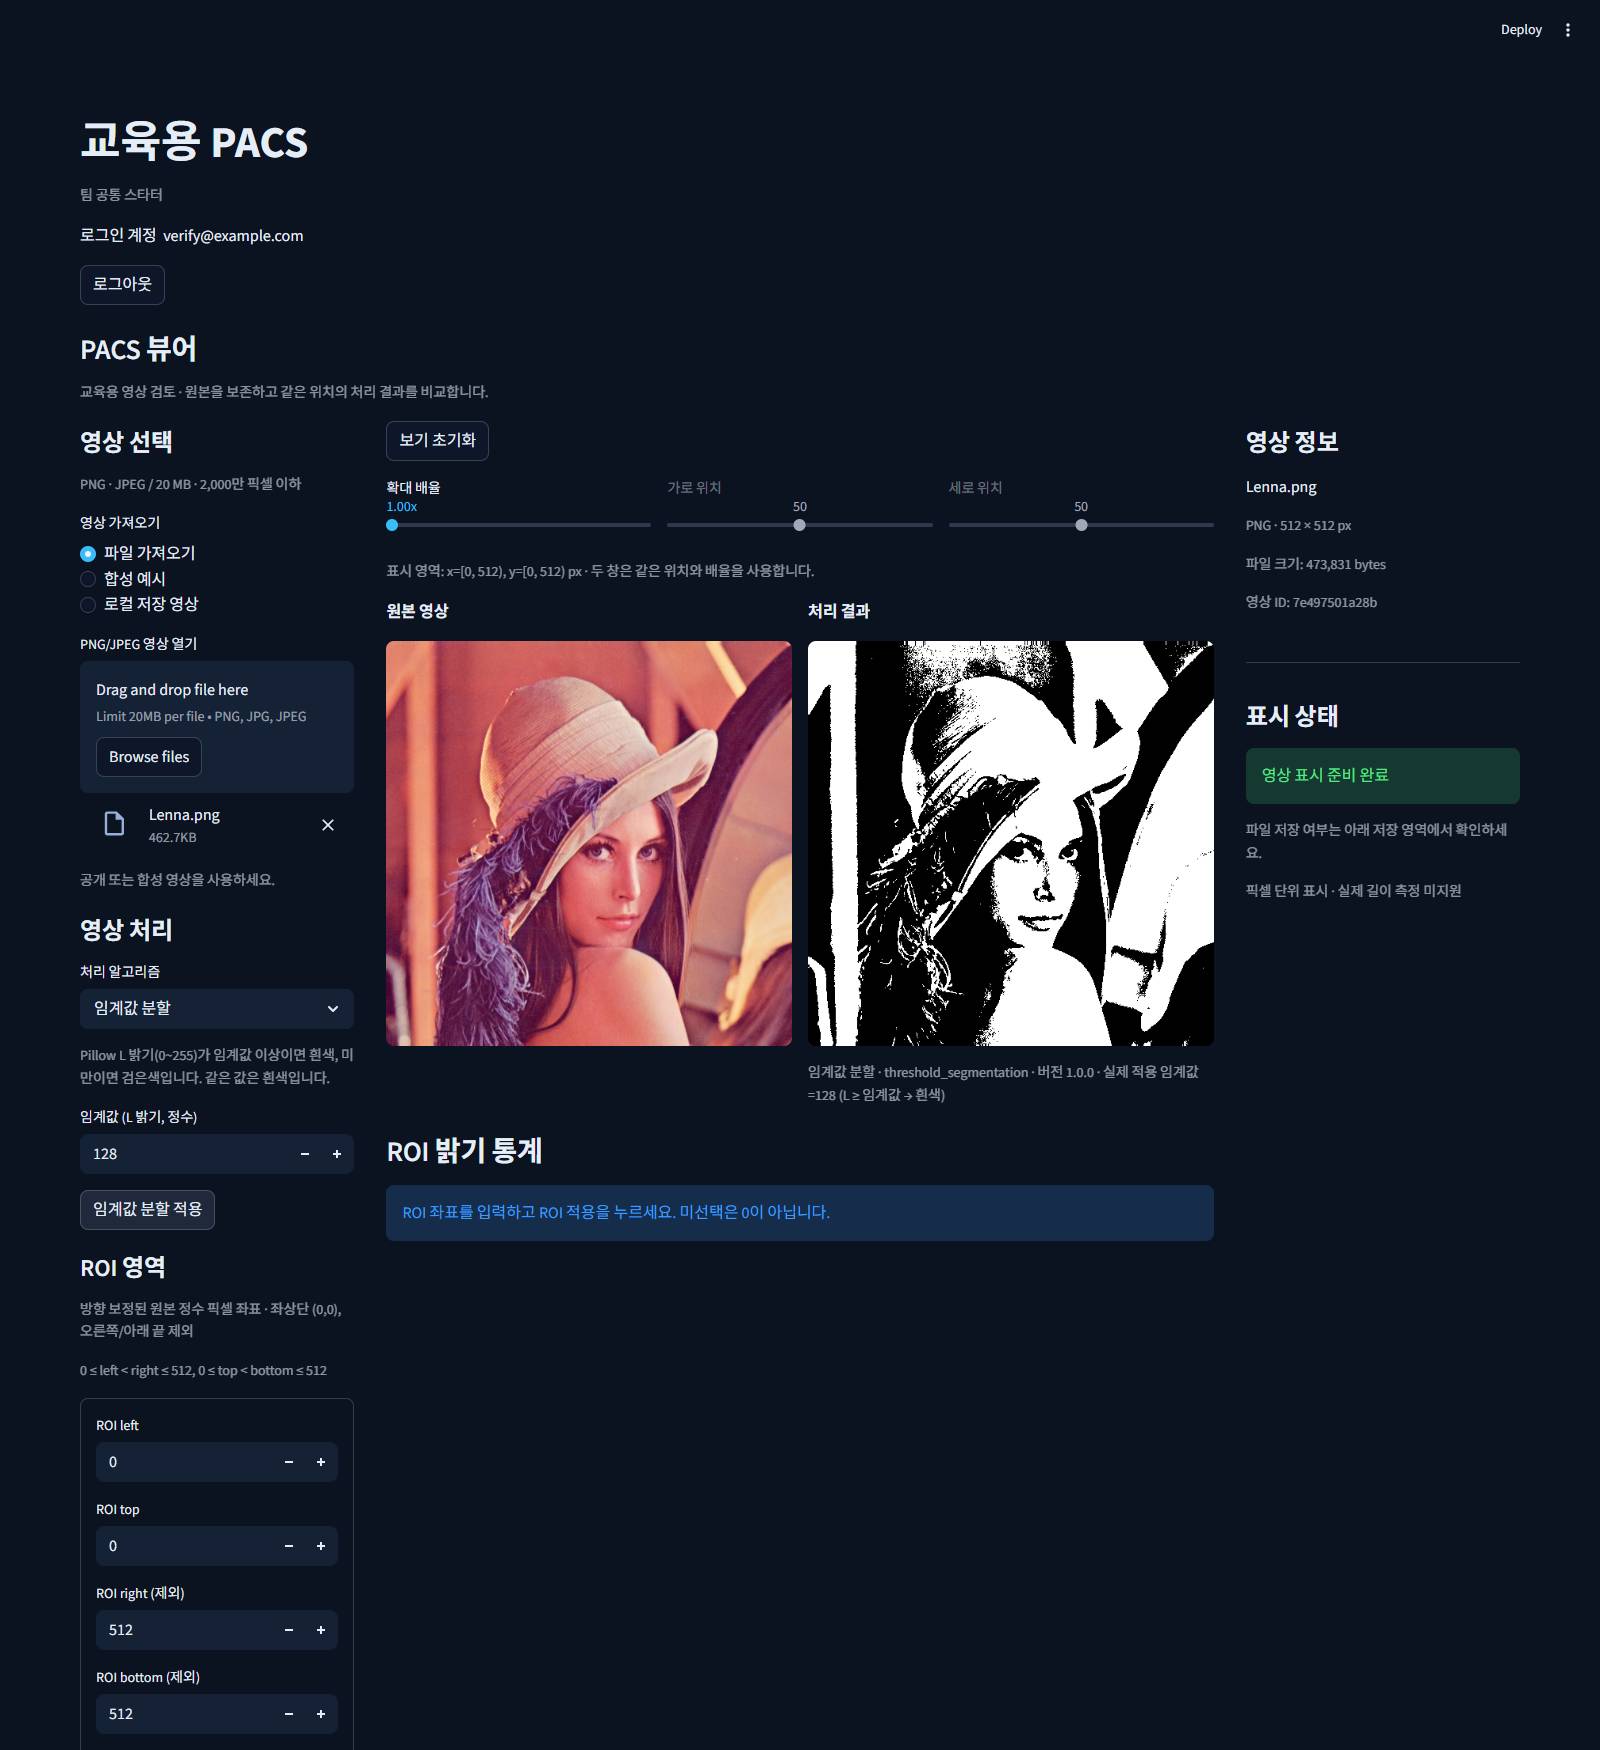 Deploy
교육용 PACS
팀 공통 스타터
로그인 계정 verify@example.com
로그아웃
PACS 뷰어
교육용 영상 검토 · 원본을 보존하고 같은 위치의 처리 결과를 비교합니다.
영상 선택
PNG · JPEG / 20 MB · 2,000만 픽셀 이하
영상 가져오기
파일 가져오기
합성 예시
로컬 저장 영상
PNG/JPEG 영상 열기
Drag and drop file here
Limit 20MB per file • PNG, JPG, JPEG
Browse files
Lenna.png
462.7KB
공개 또는 합성 영상을 사용하세요.
영상 처리
처리 알고리즘
임계값 분할
Pillow L 밝기(0~255)가 임계값 이상이면 흰색, 미
만이면 검은색입니다. 같은 값은 흰색입니다.
임계값 (L 밝기, 정수)
128
임계값 분할 적용
ROI 영역
방향 보정된 원본 정수 픽셀 좌표 · 좌상단 (0,0),
오른쪽/아래 끝 제외
0 ≤ left < right ≤ 512, 0 ≤ top < bottom ≤ 512
ROI left
0
ROI top
0
ROI right (제외)
512
ROI bottom (제외)
512
보기 초기화
확대 배율
1.00x
가로 위치
50
세로 위치
50
표시 영역: x=[0, 512), y=[0, 512) px · 두 창은 같은 위치와 배율을 사용합니다.
원본 영상
처리 결과
임계값 분할 · threshold_segmentation · 버전 1.0.0 · 실제 적용 임계값
=128 (L ≥ 임계값 → 흰색)
ROI 밝기 통계
ROI 좌표를 입력하고 ROI 적용을 누르세요. 미선택은 0이 아닙니다.
영상 정보
Lenna.png
PNG · 512 × 512 px
파일 크기: 473,831 bytes
영상 ID: 7e497501a28b
표시 상태
영상 표시 준비 완료
파일 저장 여부는 아래 저장 영역에서 확인하세
요.
픽셀 단위 표시 · 실제 길이 측정 미지원